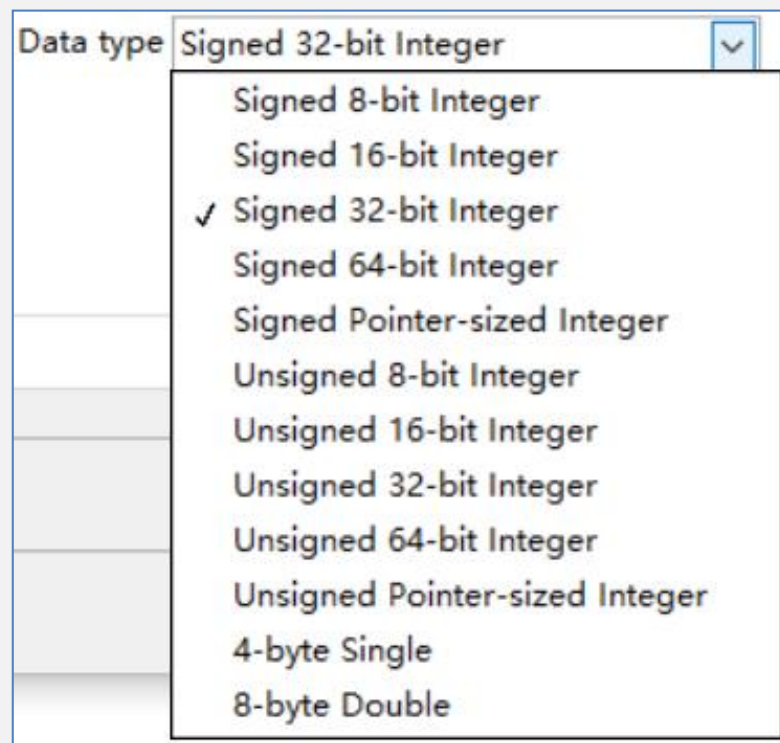 Data type Signed 32-bit Integer
Signed 8-bit Integer
Signed 16-bit Integer
✓ Signed 32-bit Integer
Signed 64-bit Integer
Signed Pointer-sized Integer
Unsigned 8-bit Integer
Unsigned 16-bit Integer
Unsigned 32-bit Integer
Unsigned 64-bit Integer
Unsigned Pointer-sized Integer
4-byte Single
8-byte Double